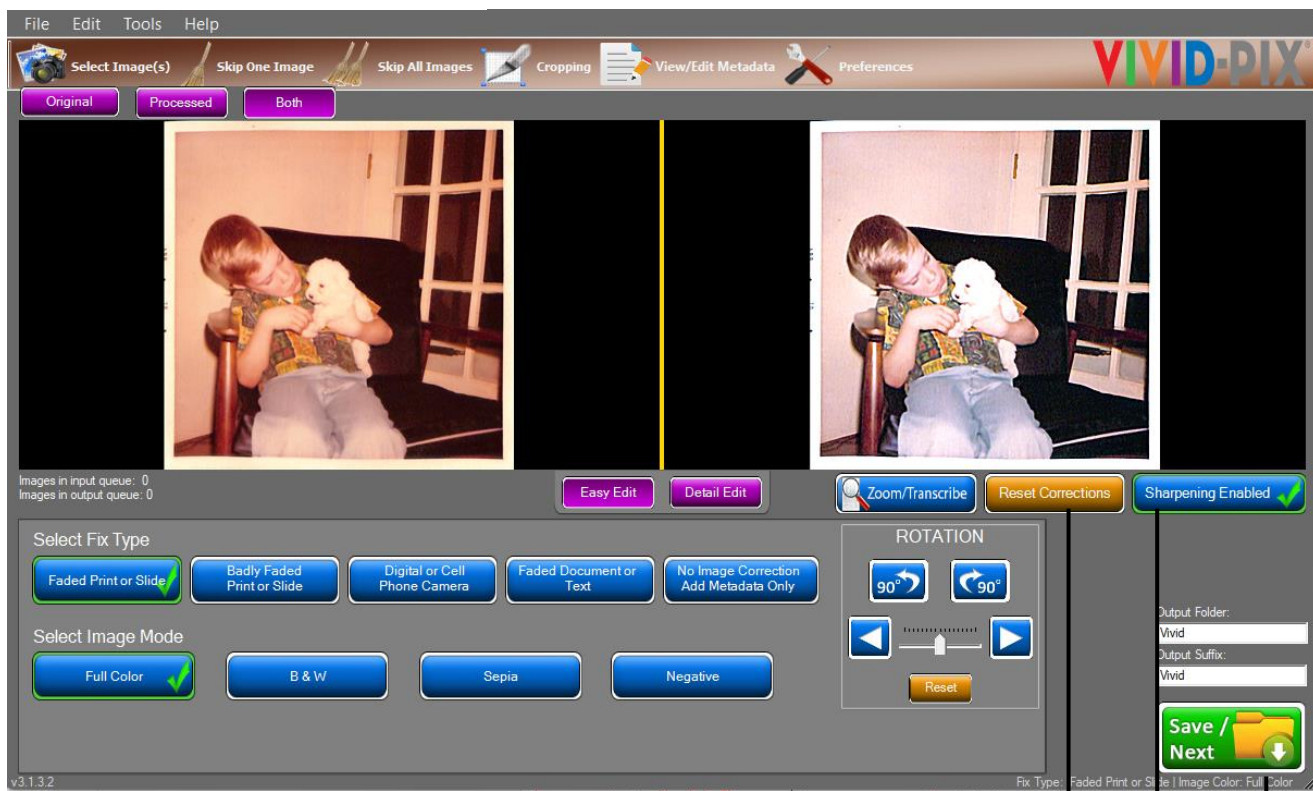 File Edit Tools Help
Select Image(s) Skip One Image Skip All Images Cropping View/Edit Metadata Preferences VIVID-PIX
Original Processed Both
Images in input queue: 0
Images in output queue: 0
Easy Edit Detail Edit Zoom/Transcribe Reset Corrections Sharpening Enabled
Select Fix Type
Faded Print or Slide
Badly Faded
Print or Slide
Digital or Cell
Phone Camera
Faded Document or
Text
No Image Correction
Add Metadata Only
ROTATION
90° 90°
Output Folder:
Vivid
Output Suffix:
Vivid
Select Image Mode
Full Color B & W Sepia Negative
Reset
Save /
Next
v3.1.3.2
Fix Type: Faded Print or Slide | Image Color: Full Color